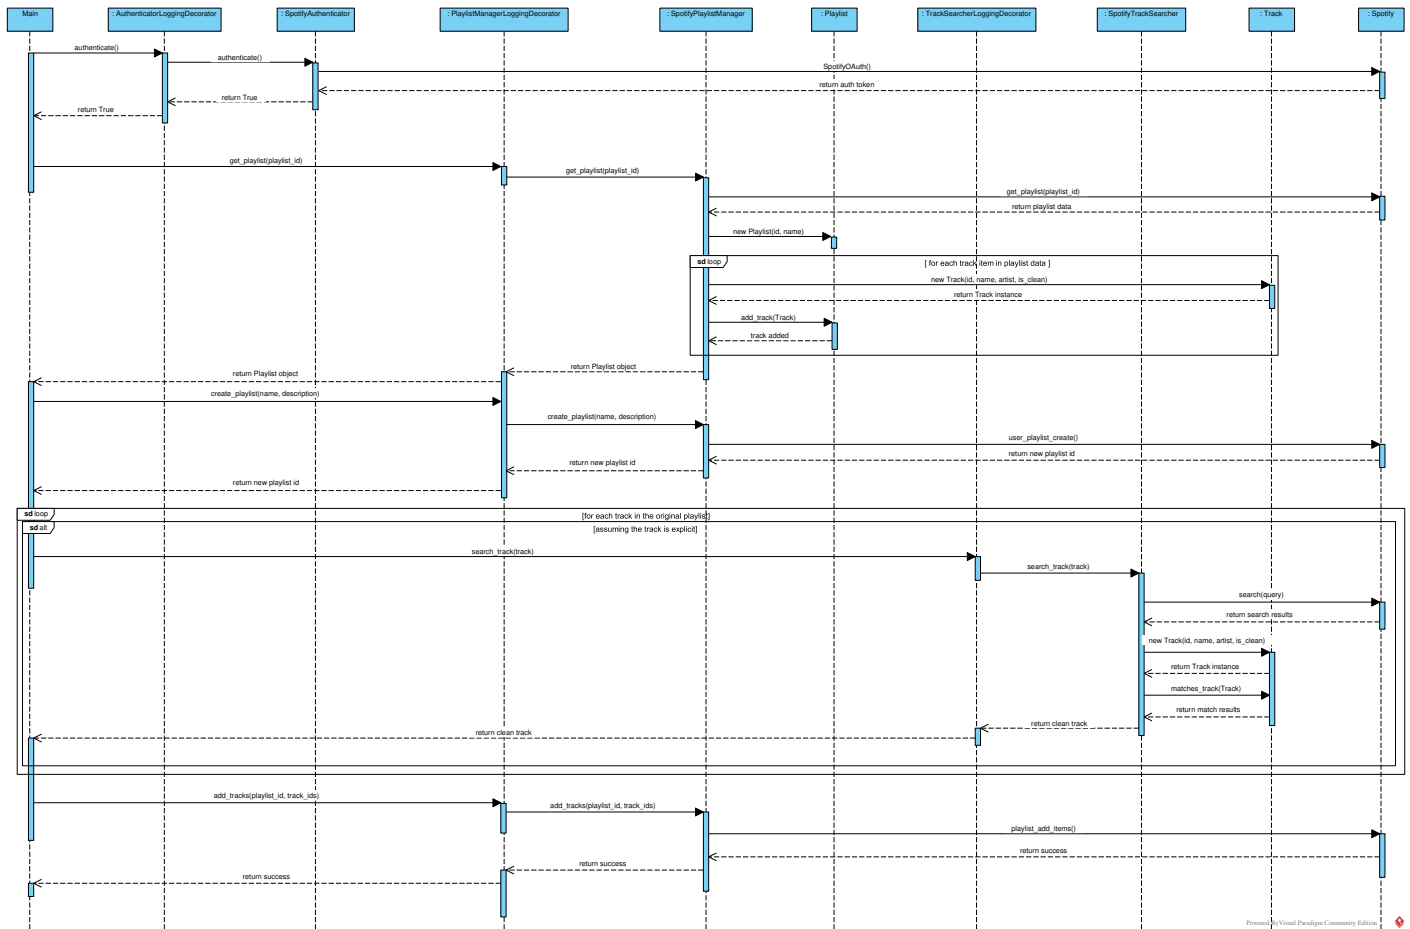 Main
: AuthenticatorLoggingDecorator
: SpotifyAuthenticator
: PlaylistManagerLoggingDecorator
: SpotifyPlaylistManager
: Playlist
: TrackSearcherLoggingDecorator
: SpotifyTrackSearcher
: Track
: Spotify
authenticate()
authenticate()
SpotifyOAuth()
return auth token
return True
return True
get_playlist(playlist_id)
get_playlist(playlist_id)
get_playlist(playlist_id)
return playlist data
new Playlist(id, name)
sd loop
[ for each track item in playlist data ]
new Track(id, name, artist, is_clean)
return Track instance
add_track(Track)
track added
return Playlist object
return Playlist object
create_playlist(name, description)
create_playlist(name, description)
user_playlist_create()
return new playlist id
return new playlist id
return new playlist id
sd loop
[for each track in the original playlist]
sd alt
[assuming the track is explicit]
search_track(track)
search_track(track)
search(query)
return search results
new Track(id, name, artist, is_clean)
return Track instance
matches_track(Track)
return match results
return clean track
return clean track
add_tracks(playlist_id, track_ids)
add_tracks(playlist_id, track_ids)
playlist_add_items()
return success
return success
return success
Powered By Visual Paradigm Community Edition